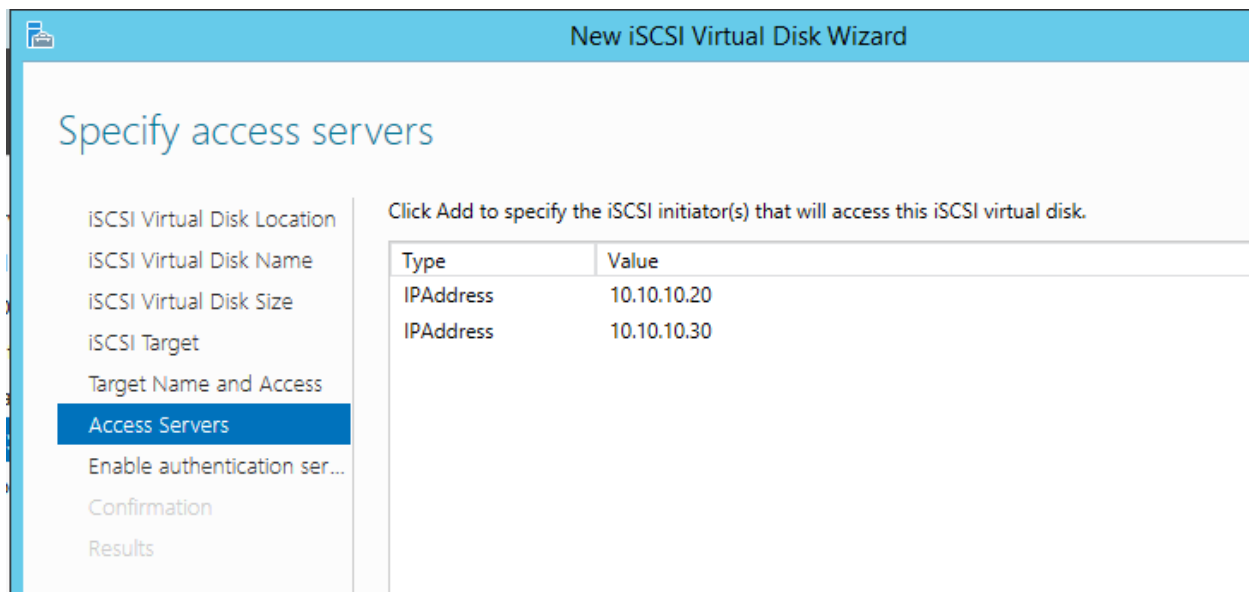 New iSCSI Virtual Disk Wizard
Specify access servers
iSCSI Virtual Disk Location
iSCSI Virtual Disk Name
iSCSI Virtual Disk Size
iSCSI Target
Target Name and Access
Access Servers
Enable authentication ser...
Confirmation
Results
Click Add to specify the iSCSI initiator(s) that will access this iSCSI virtual disk.
Type Value
IPAddress 10.10.10.20
IPAddress 10.10.10.30